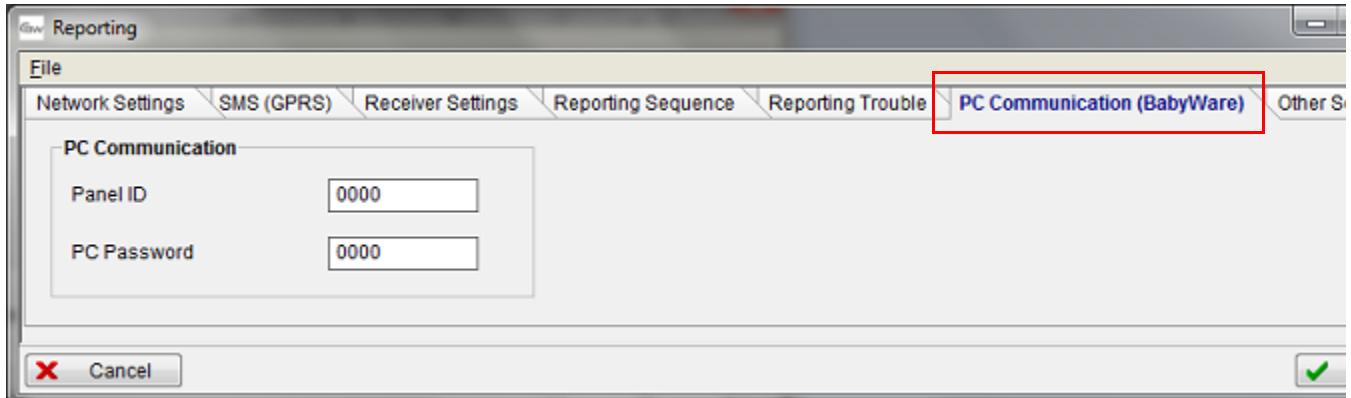 Reporting
File
Network Settings SMS (GPRS) Receiver Settings Reporting Sequence Reporting Trouble PC Communication (BabyWare) Other
PC Communication
Panel ID 0000
PC Password 0000
Cancel